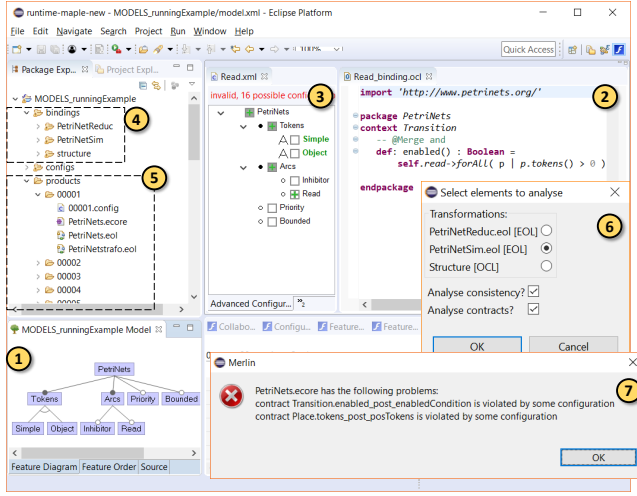 runtime-maple-new - MODELS_runningExample/model.xml - Eclipse Platform
File Edit Navigate Search Project Run Window Help
100%
Quick Access
Package Exp...
Project Expl...
MODELS_runningExample
bindings
PetriNetReduc
PetriNetSim
structure
configs
products
00001
00001.config
PetriNets.ecore
PetriNets.eol
PetriNetstrafo.eol
00002
00003
00004
4
5
Read.xml
invalid, 16 possible config
3
PetriNets
Tokens
Simple
Object
Arcs
Inhibitor
Read
Priority
Bounded
Advanced Configur...
»2
Read_binding.ocl
2
import 'http://www.petrinets.org/'
package PetriNets
context Transition
-- @Merge and
def: enabled() : Boolean =
self.read->forAll( p | p.tokens() > 0 )
endpackage
Select elements to analyse
6
Transformations:
PetriNetReduc.eol [EOL]
PetriNetSim.eol [EOL]
Structure [OCL]
Analyse consistency?
Analyse contracts?
OK
Cancel
MODELS_runningExample Model
1
PetriNets
Tokens
Arcs
Priority
Bounded
Simple
Object
Inhibitor
Read
Feature Diagram
Feature Order
Source
Collabo...
Configu...
Feature...
Feature...
Merlin
7
PetriNets.ecore has the following problems:
contract Transition.enabled_post_enabledCondition is violated by some configuration
contract Place.tokens_post_posTokens is violated by some configuration
OK